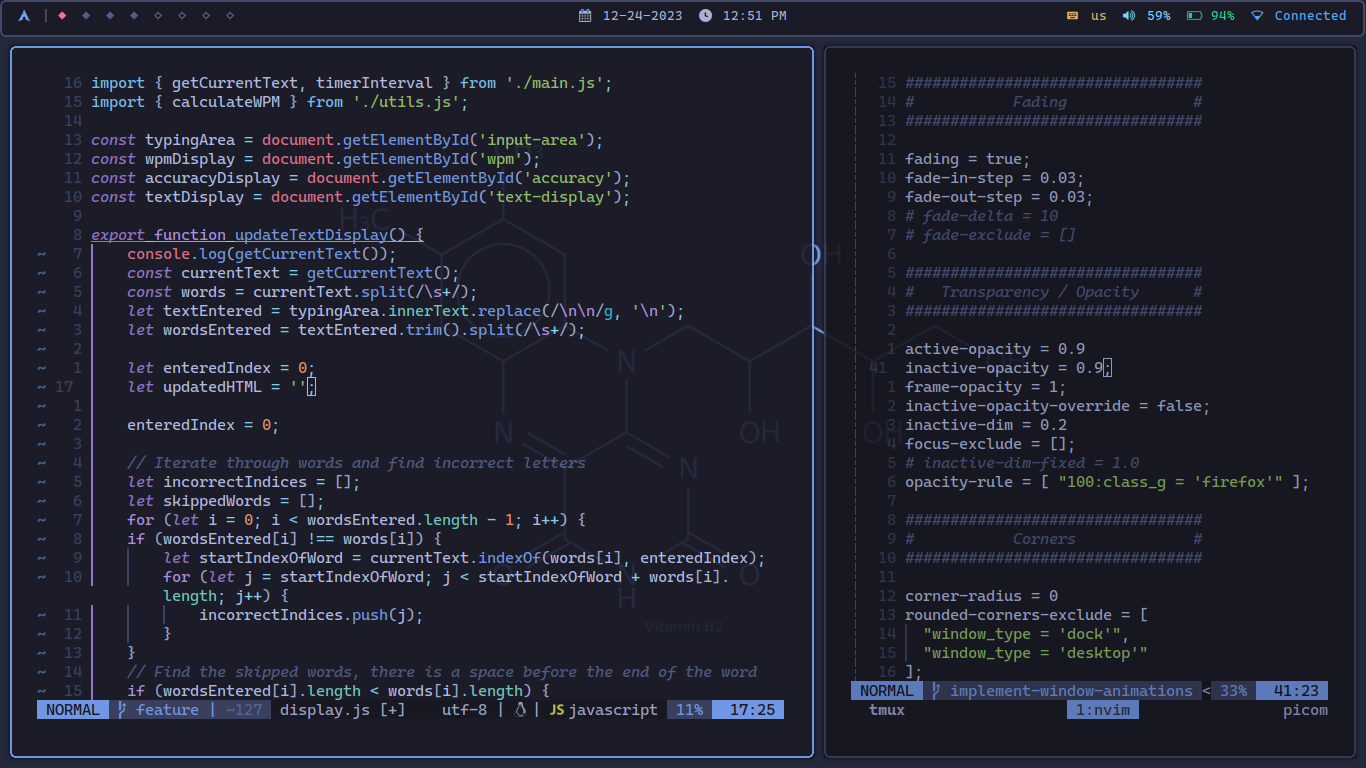 12-24-2023 12:51 PM us 59% 94% Connected
16 import { getCurrentText, timerInterval } from './main.js';
15 import { calculateWPM } from './utils.js';
14
13 const typingArea = document.getElementById('input-area');
12 const wpmDisplay = document.getElementById('wpm');
11 const accuracyDisplay = document.getElementById('accuracy');
10 const textDisplay = document.getElementById('text-display');
9
8 export function updateTextDisplay() {
~ 7 console.log(getCurrentText());
~ 6 const currentText = getCurrentText();
~ 5 const words = currentText.split(/\s+/);
~ 4 let textEntered = typingArea.innerText.replace(/\n\n/g, '\n');
~ 3 let wordsEntered = textEntered.trim().split(/\s+/);
~ 2
~ 1 let enteredIndex = 0;
~ 17 let updatedHTML = '';
~ 1
~ 2 enteredIndex = 0;
~ 3
~ 4 // Iterate through words and find incorrect letters
~ 5 let incorrectIndices = [];
~ 6 let skippedWords = [];
~ 7 for (let i = 0; i < wordsEntered.length - 1; i++) {
~ 8 if (wordsEntered[i] !== words[i]) {
~ 9 let startIndexOfWord = currentText.indexOf(words[i], enteredIndex);
~ 10 for (let j = startIndexOfWord; j < startIndexOfWord + words[i].
length; j++) {
~ 11 incorrectIndices.push(j);
~ 12 }
~ 13 }
~ 14 // Find the skipped words, there is a space before the end of the word
~ 15 if (wordsEntered[i].length < words[i].length) {
NORMAL feature | ~127 display.js [+] utf-8 | | JS javascript 11% 17:25
H₃C
OH
N
N
OH
N
OH
O
N
H
O
Vitamin B2
15 #################################
14 # Fading #
13 #################################
12
11 fading = true;
10 fade-in-step = 0.03;
9 fade-out-step = 0.03;
8 # fade-delta = 10
7 # fade-exclude = []
6
5 #################################
4 # Transparency / Opacity #
3 #################################
2
1 active-opacity = 0.9
41 inactive-opacity = 0.9;
1 frame-opacity = 1;
2 inactive-opacity-override = false;
3 inactive-dim = 0.2
4 focus-exclude = [];
5 # inactive-dim-fixed = 1.0
6 opacity-rule = [ "100:class_g = 'firefox'" ];
7
8 #################################
9 # Corners #
10 #################################
11
12 corner-radius = 0
13 rounded-corners-exclude = [
14 "window_type = 'dock'",
15 "window_type = 'desktop'"
16 ];
NORMAL implement-window-animations < 33% 41:23
tmux 1:nvim picom